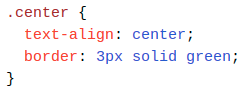 .center {
  text-align: center;
  border: 3px solid green;
}